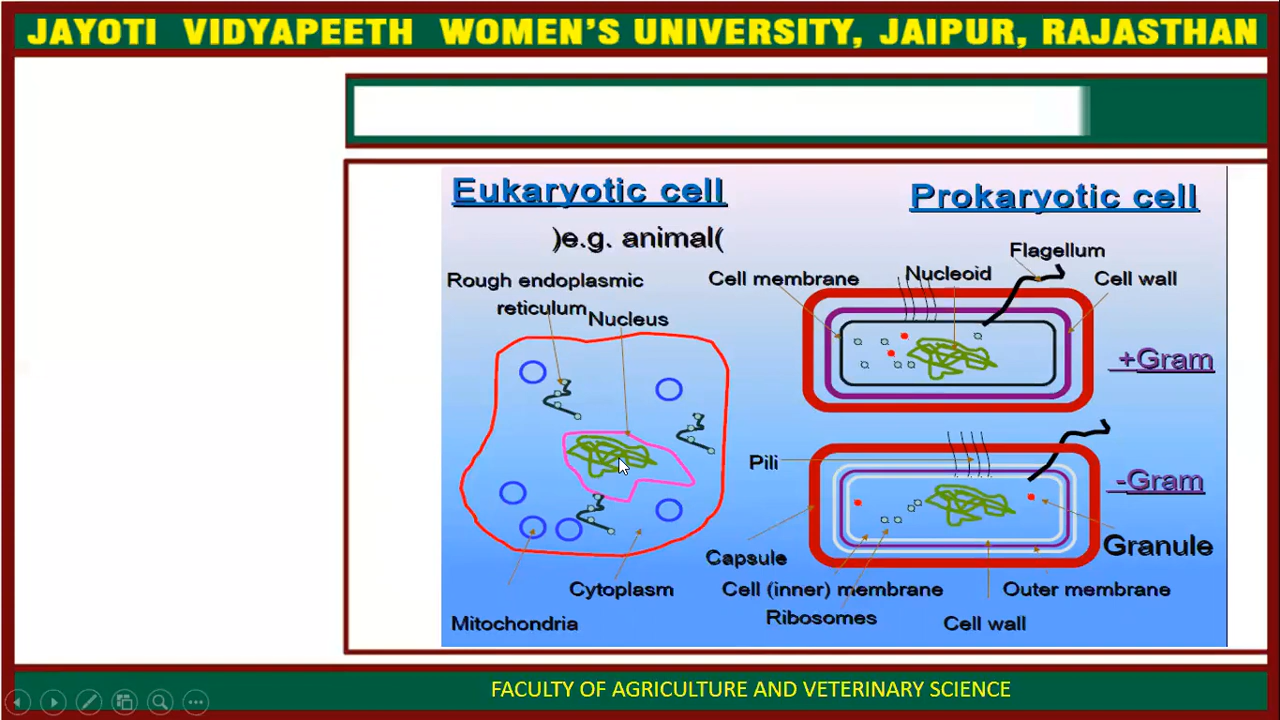 JAYOTI VIDYAPEETH WOMEN'S UNIVERSITY, JAIPUR, RAJASTHAN
Eukaryotic cell
)e.g. animal(
Rough endoplasmic
reticulum
Nucleus
Mitochondria
Cytoplasm
Prokaryotic cell
Flagellum
Cell membrane
Nucleoid
Cell wall
+Gram
Pili
-Gram
Granule
Capsule
Cell (inner) membrane
Outer membrane
Ribosomes
Cell wall
FACULTY OF AGRICULTURE AND VETERINARY SCIENCE